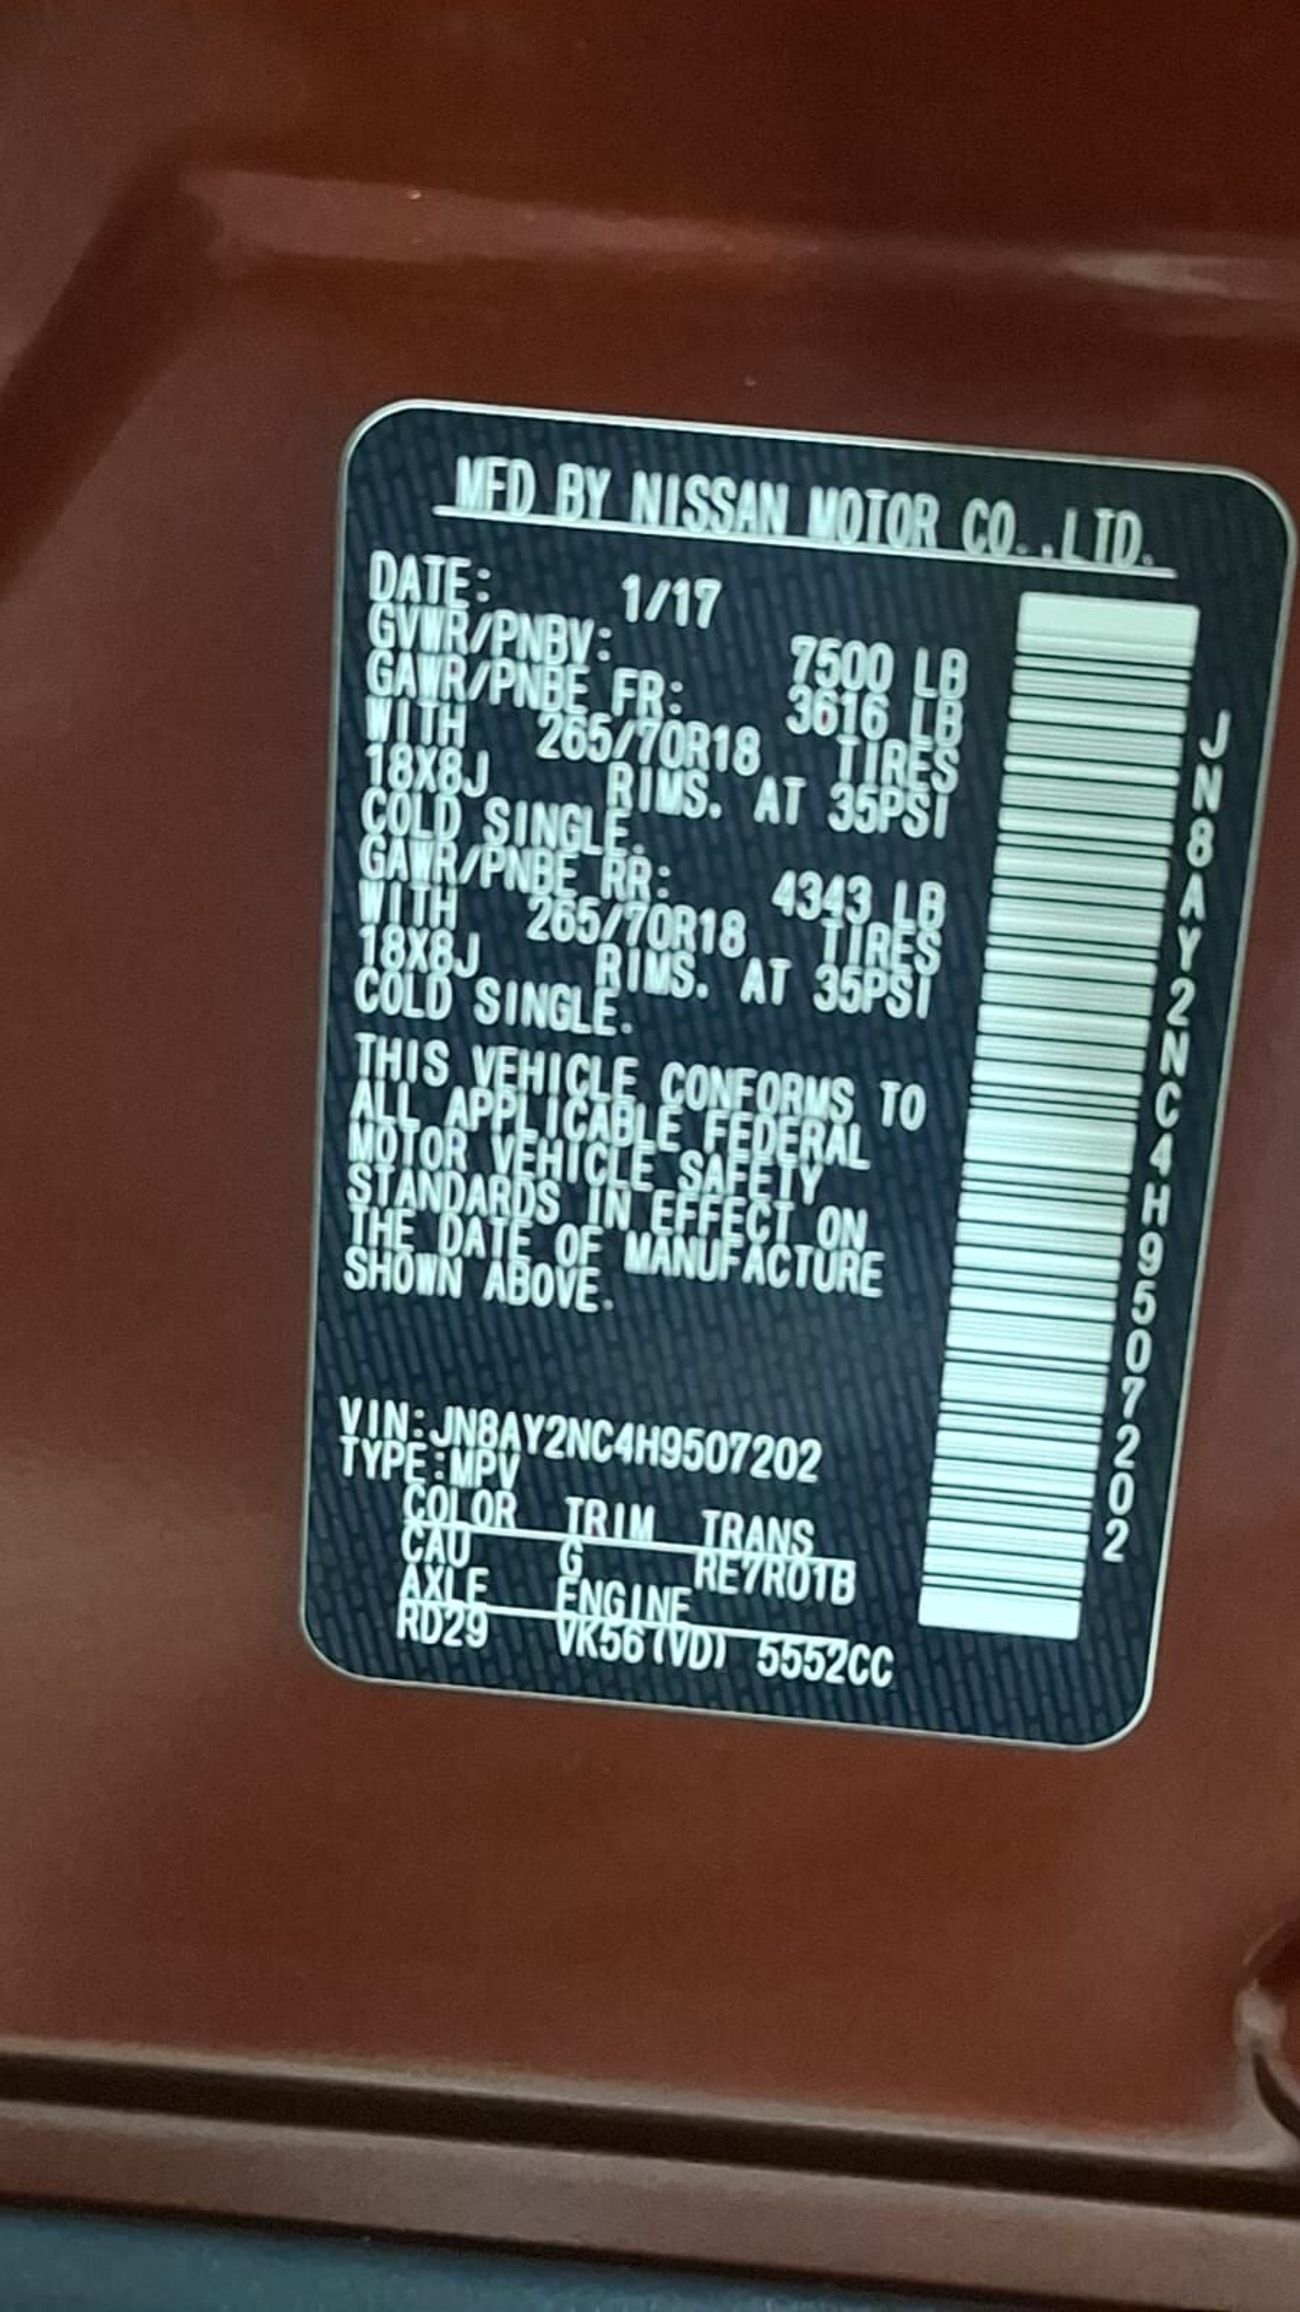 MFD BY NISSAN MOTOR CO.,LTD.
DATE: 1/17
GVWR/PNBV: 7500 LB
GAWR/PNBE FR: 3616 LB
WITH 265/70R18 TIRES
18X8J RIMS. AT 35PSI
COLD SINGLE.
GAWR/PNBE RR: 4343 LB
WITH 265/70R18 TIRES
18X8J RIMS. AT 35PSI
COLD SINGLE.
THIS VEHICLE CONFORMS TO
ALL APPLICABLE FEDERAL
MOTOR VEHICLE SAFETY
STANDARDS IN EFFECT ON
THE DATE OF MANUFACTURE
SHOWN ABOVE.
VIN:JN8AY2NC4H9507202
TYPE:MPV
COLOR TRIM TRANS
CAU G RE7R01B
AXLE ENGINE
RD29 VK56(VD) 5552CC
JN8AY2NC4H9507202